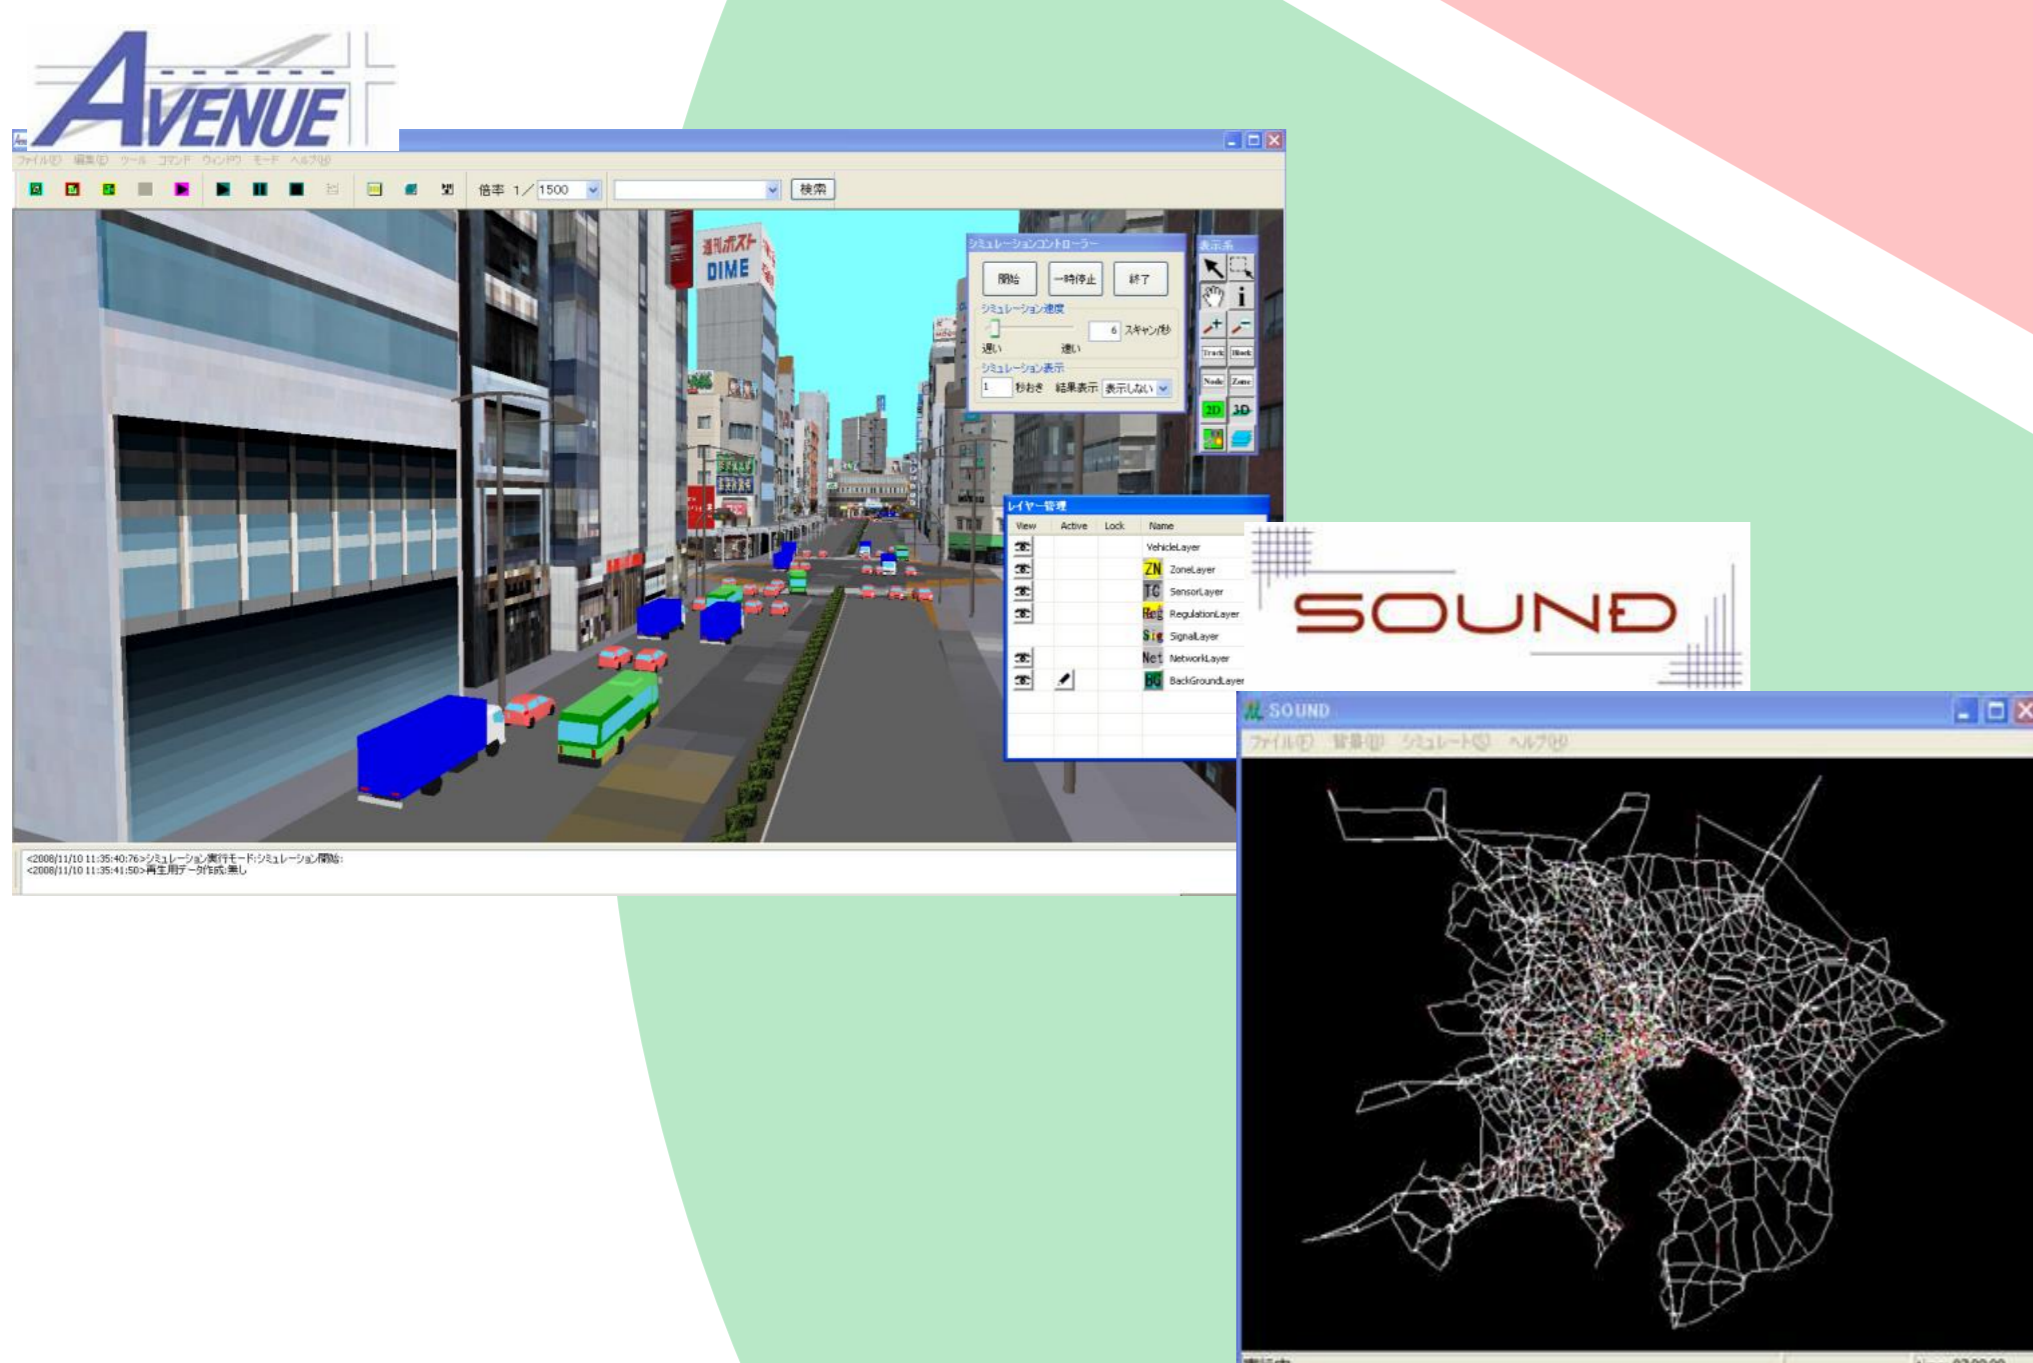 AVENUE
ファイル(F) 編集(E) ツール コマンド ウィンドウ モード ヘルプ(H)
倍率 1/ 1500 検索
週刊ポスト
DIME
シミュレーションコントローラー
開始 一時停止 終了
シミュレーション速度
6 スキャン/秒
遅い 速い
シミュレーション表示
1 秒おき 結果表示 表示しない
表示系
Track Block
Node Zone
2D 3D
レイヤー管理
View Active Lock Name
VehicleLayer
ZN ZoneLayer
TC SensorLayer
Reg RegulationLayer
Sig SignalLayer
Net NetworkLayer
BG BackGroundLayer
<2008/11/10 11:35:40:76>シミュレーション実行モード:シミュレーション開始:
<2008/11/10 11:35:41:50>再生用データ作成:無し
SOUND
SOUND
ファイル(F) 背景(B) シミュレート(S) ヘルプ(H)